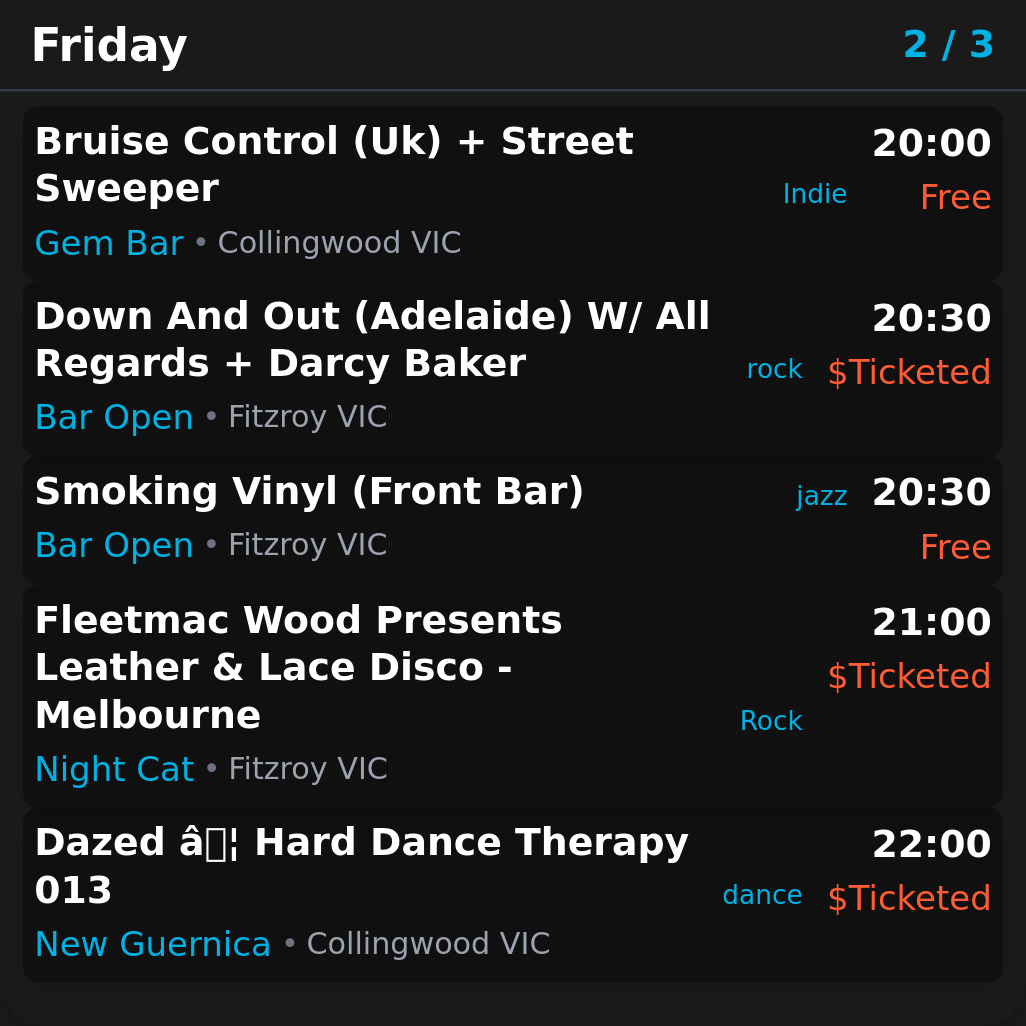 Friday 2 / 3
Bruise Control (Uk) + Street 20:00
Sweeper Indie Free
Gem Bar • Collingwood VIC
Down And Out (Adelaide) W/ All 20:30
Regards + Darcy Baker rock $Ticketed
Bar Open • Fitzroy VIC
Smoking Vinyl (Front Bar) jazz 20:30
Bar Open • Fitzroy VIC Free
Fleetmac Wood Presents 21:00
Leather & Lace Disco - $Ticketed
Melbourne Rock
Night Cat • Fitzroy VIC
Dazed â¦ Hard Dance Therapy 22:00
013 dance $Ticketed
New Guernica • Collingwood VIC